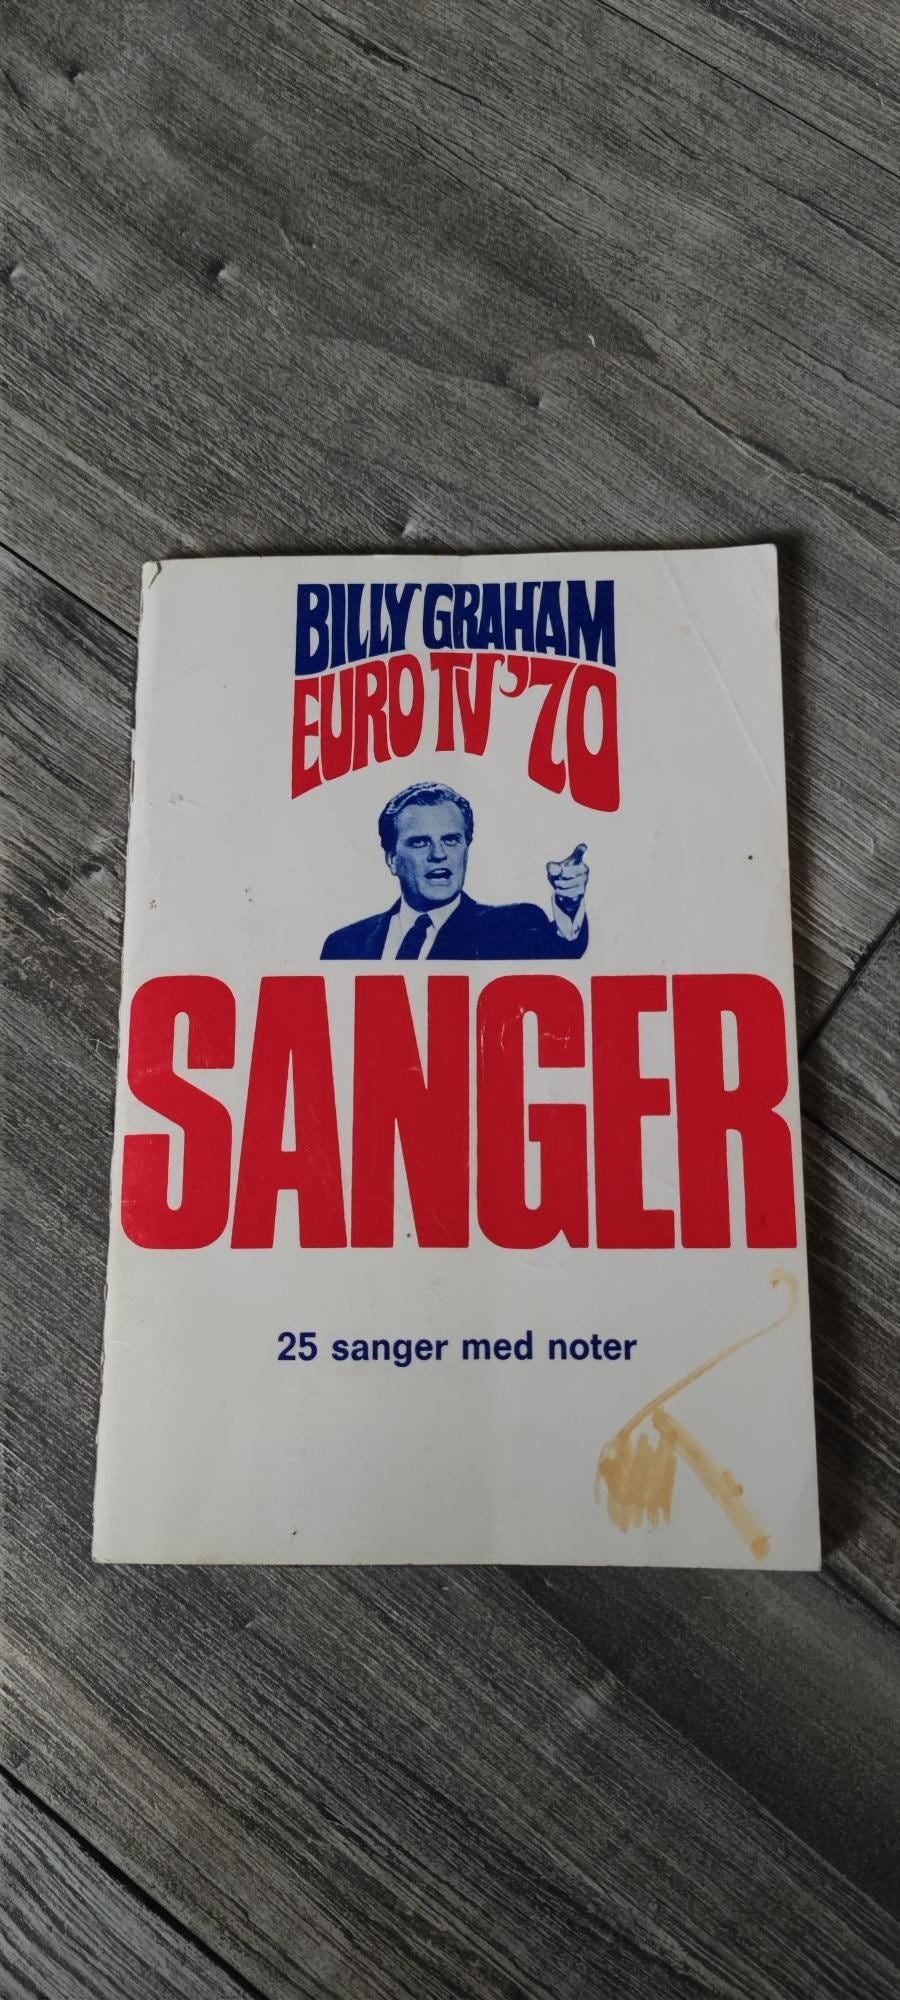 BILLY GRAHAM
EURO TV '70
SANGER
25 sanger med noter